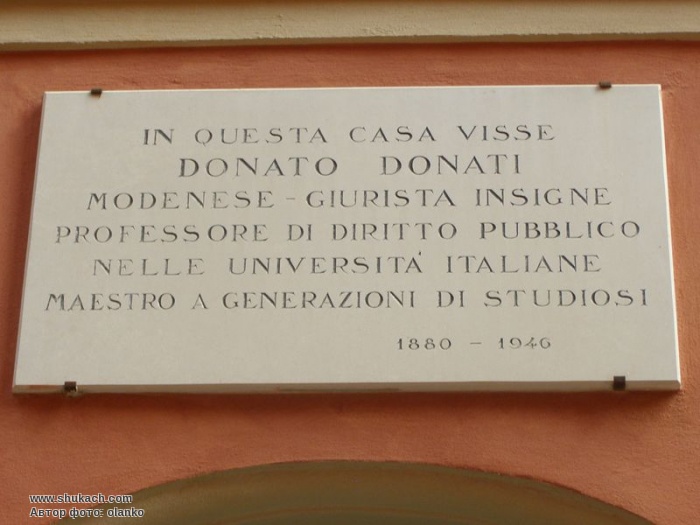 IN QUESTA CASA VISSE
DONATO DONATI
MODENESE - GIURISTA INSIGNE
PROFESSORE DI DIRITTO PUBBLICO
NELLE UNIVERSITA' ITALIANE
MAESTRO A GENERAZIONI DI STUDIOSI
1880 - 1946
www.shukach.com
Автор фото: olanko